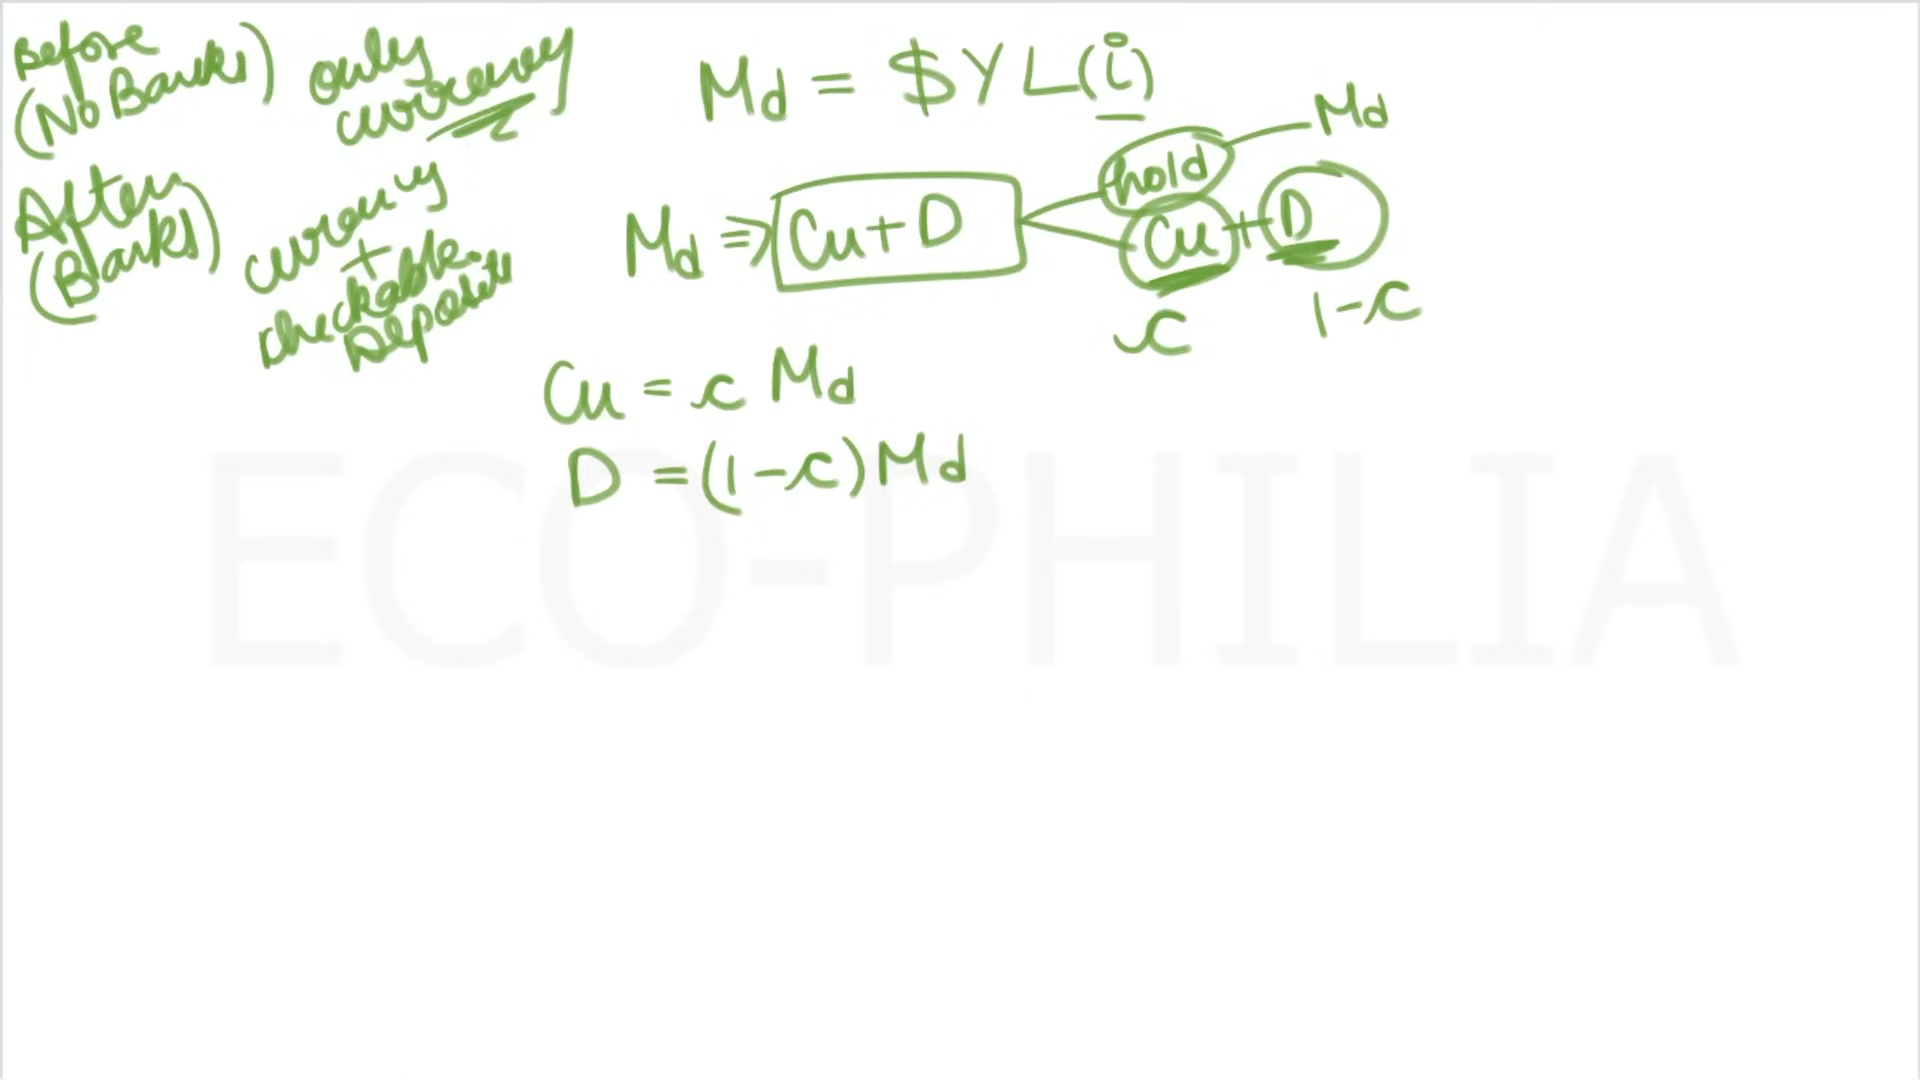 Before
(No Banks)
only
currency
Md = $Y L(i)
After
(Banks)
currency
+
checkable
Deposits
Md ⇒ Cu + D
hold
Md
Cu + D
c
1-c
Cu = c Md
D = (1-c) Md
ECO-PHILIA